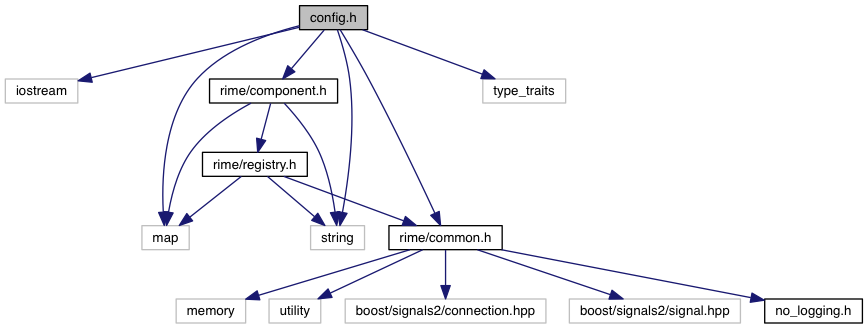 config.h
iostream
rime/component.h
type_traits
rime/registry.h
map
string
rime/common.h
memory
utility
boost/signals2/connection.hpp
boost/signals2/signal.hpp
no_logging.h